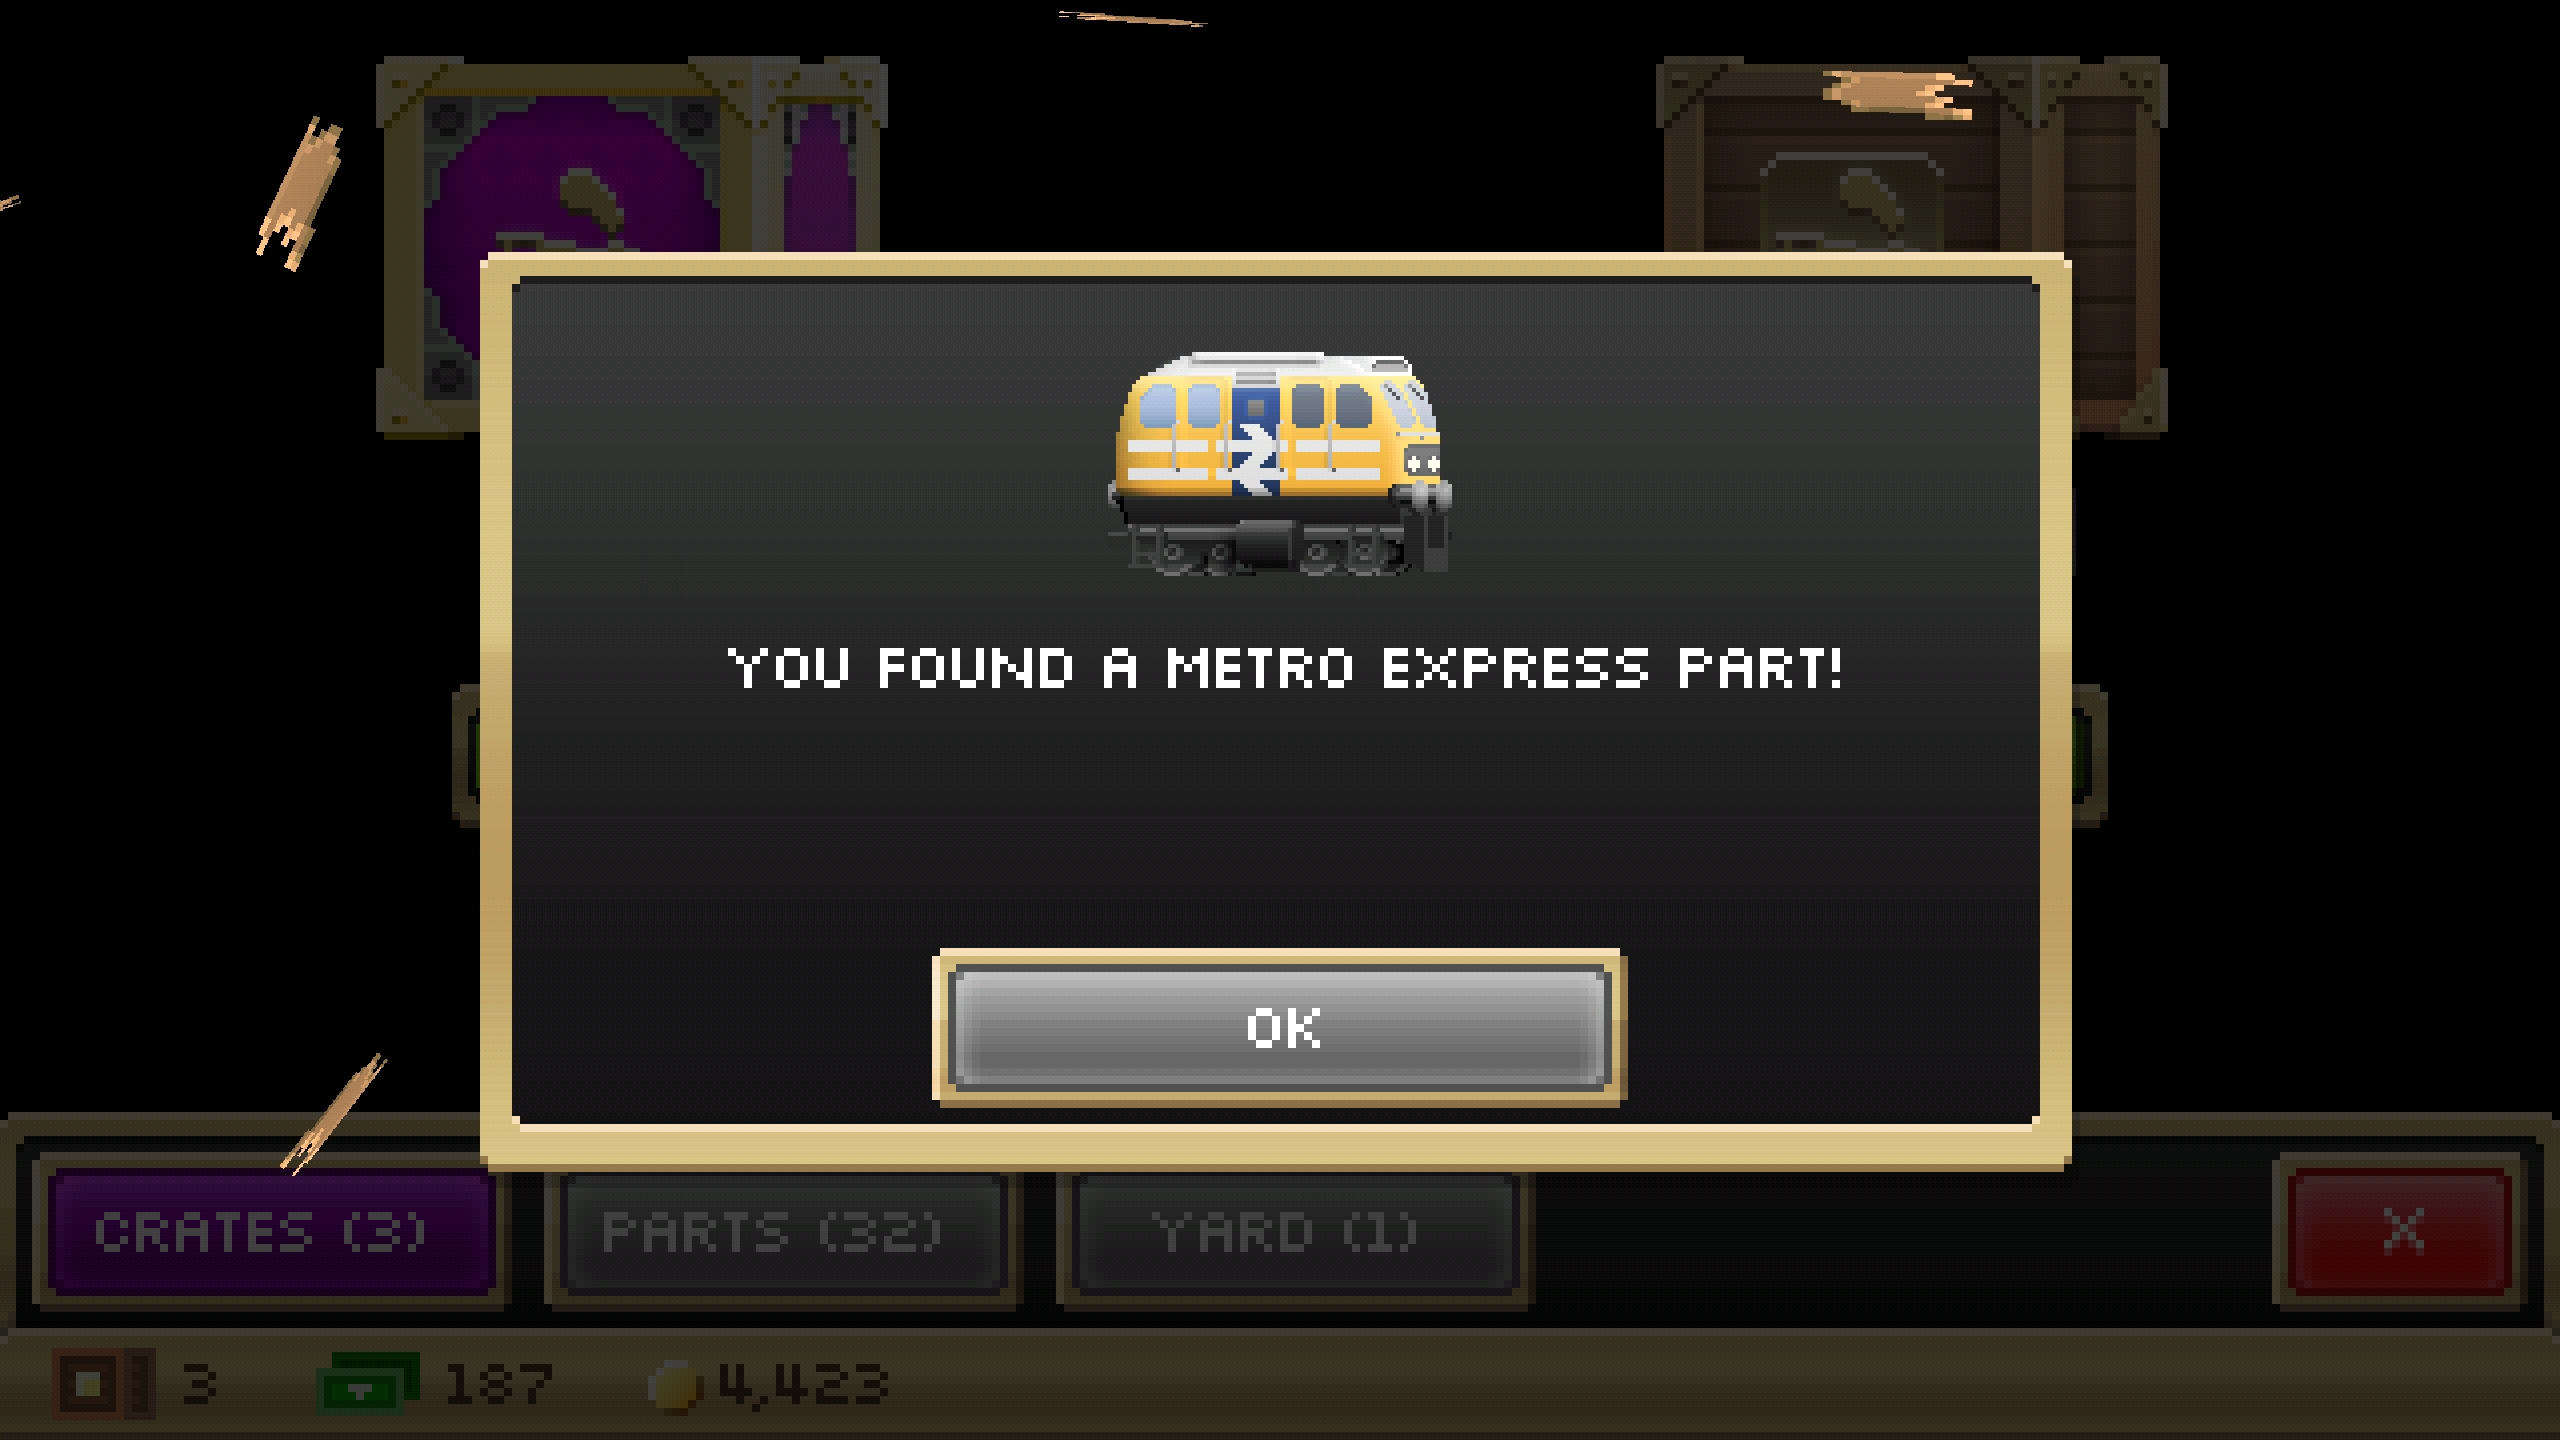 YOU FOUND A METRO EXPRESS PART!
OK
CRATES (3)
PARTS (32)
YARD (1)
X
3
187
4,423